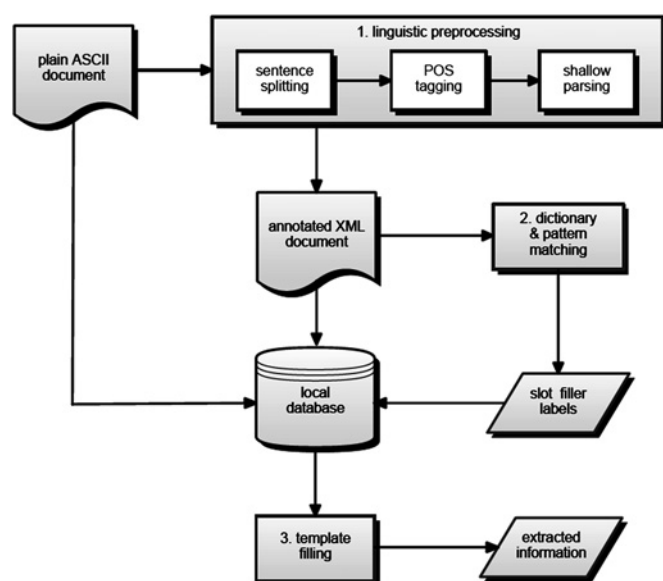 1. linguistic preprocessing
plain ASCII
document
sentence
splitting
POS
tagging
shallow
parsing
annotated XML
document
2. dictionary
& pattern
matching
local
database
slot filler
labels
3. template
filling
extracted
information